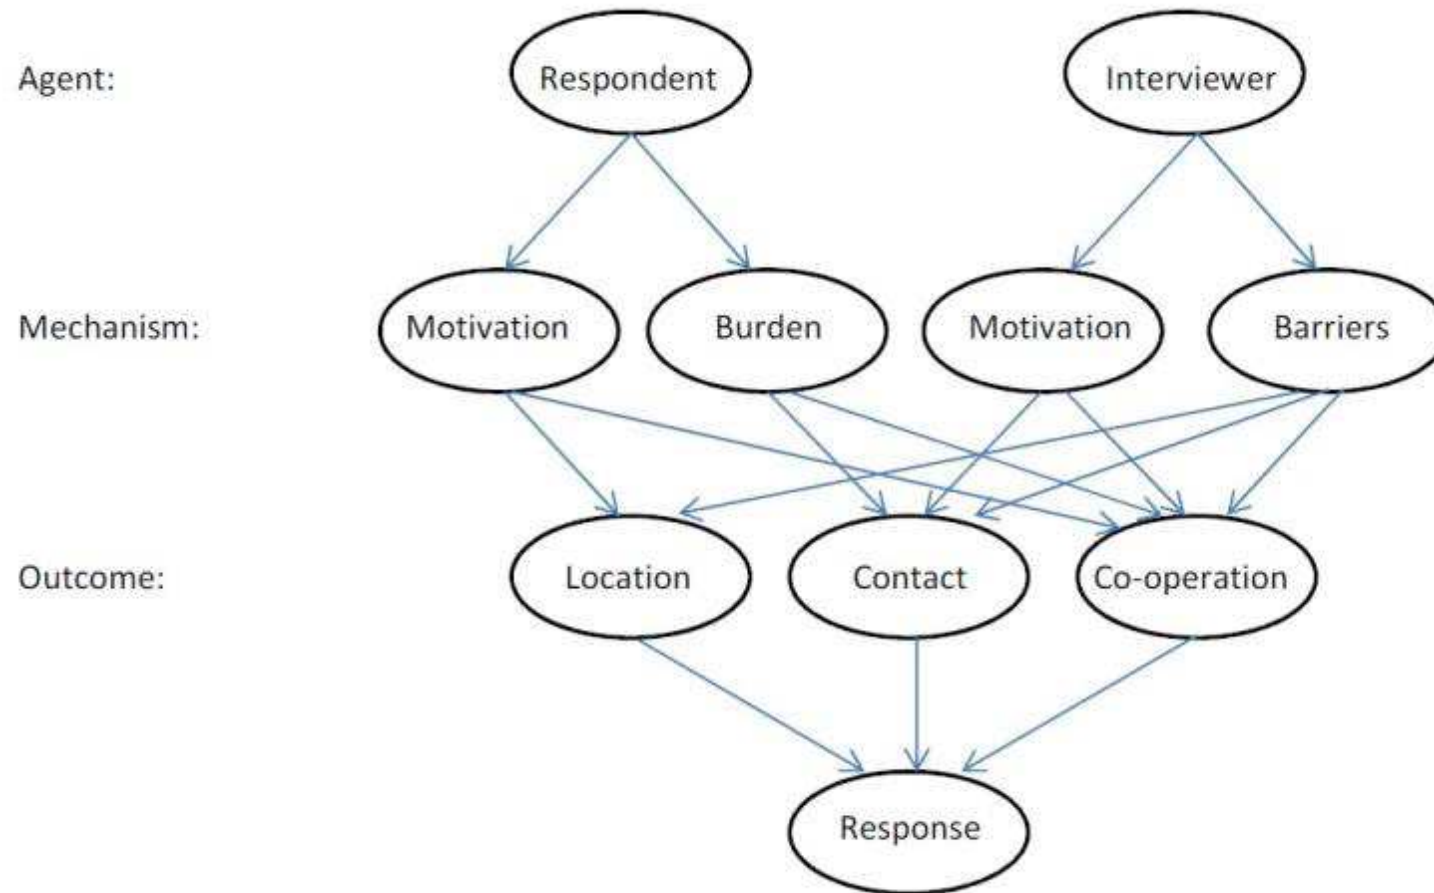 Agent:
Respondent
Interviewer
Mechanism:
Motivation
Burden
Motivation
Barriers
Outcome:
Location
Contact
Co-operation
Response